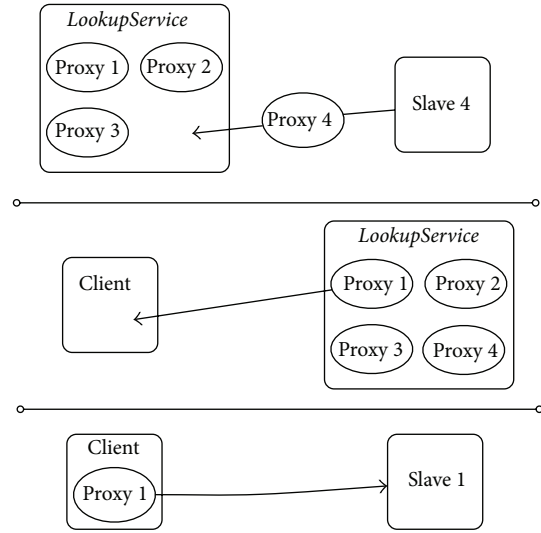 LookupService
Proxy 1
Proxy 2
Proxy 3
Proxy 4
Slave 4
LookupService
Client
Proxy 1
Proxy 2
Proxy 3
Proxy 4
Client
Proxy 1
Slave 1